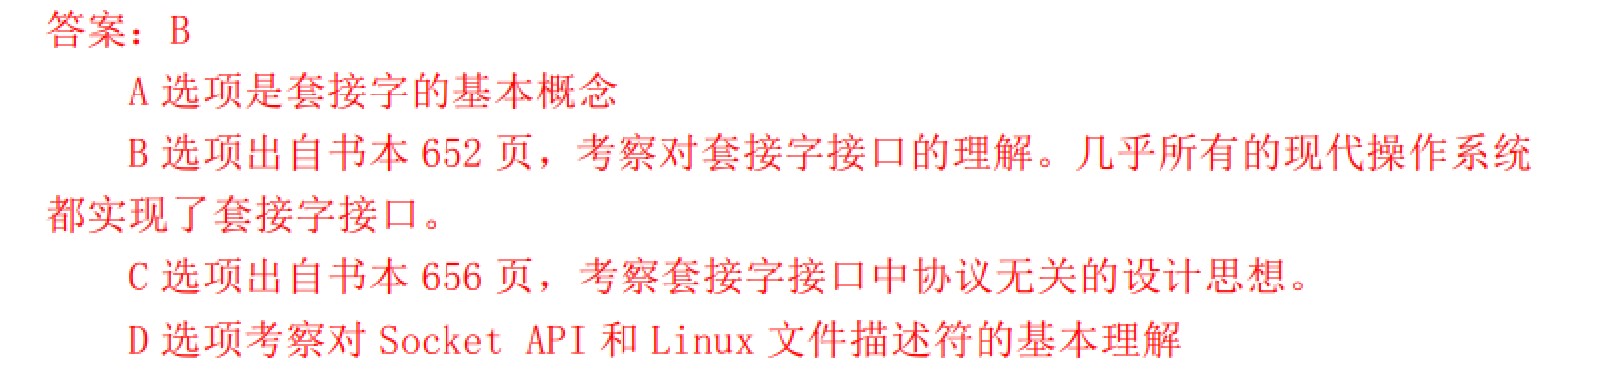 答案：B
A 选项是套接字的基本概念
B 选项出自书本 652 页，考察对套接字接口的理解。几乎所有的现代操作系统
都实现了套接字接口。
C 选项出自书本 656 页，考察套接字接口中协议无关的设计思想。
D 选项考察对 Socket API 和 Linux 文件描述符的基本理解